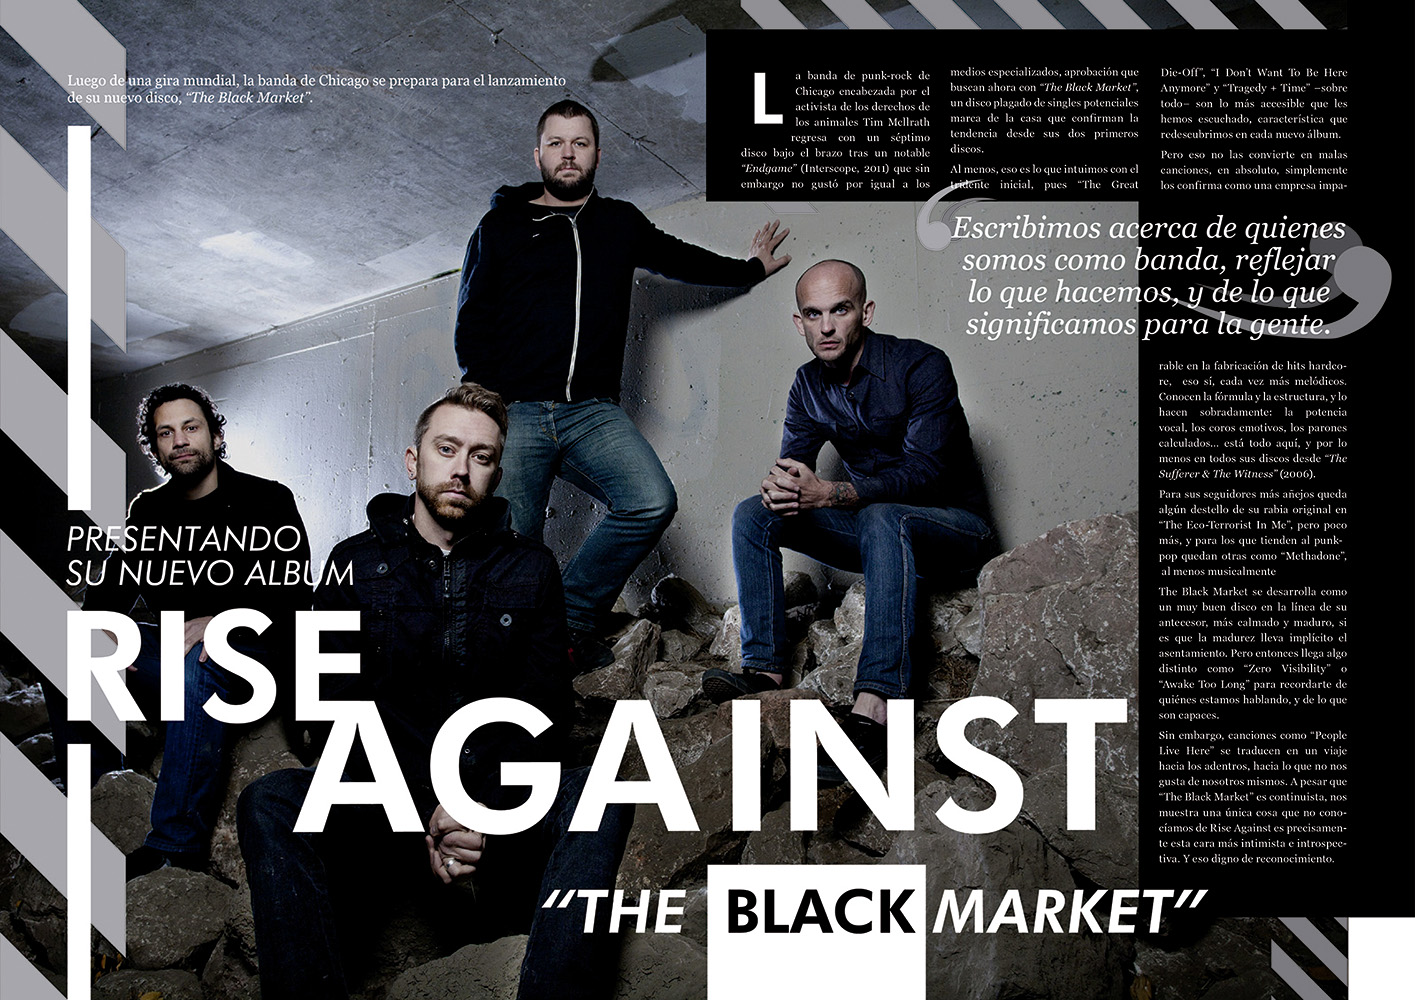 Luego de una gira mundial, la banda de Chicago se prepara para el lanzamiento
de su nuevo disco, “The Black Market”.
PRESENTANDO
SU NUEVO ALBUM
RISE
AGAINST
“THE BLACK MARKET”
La banda de punk-rock de
Chicago encabezada por el
activista de los derechos de
los animales Tim McIlrath
regresa con un séptimo
disco bajo el brazo tras un notable
“Endgame” (Interscope, 2011) que sin
embargo no gustó por igual a los
medios especializados, aprobación que
buscan ahora con “The Black Market”,
un disco plagado de singles potenciales
marca de la casa que confirman la
tendencia desde sus dos primeros
discos.
Al menos, eso es lo que intuimos con el
tridente inicial, pues “The Great
Die-Off”, “I Don’t Want To Be Here
Anymore” y “Tragedy + Time” –sobre
todo– son lo más accesible que les
hemos escuchado, característica que
redescubrimos en cada nuevo álbum.
Pero eso no las convierte en malas
canciones, en absoluto, simplemente
los confirma como una empresa impa-
Escribimos acerca de quienes
somos como banda, reflejar
lo que hacemos, y de lo que
significamos para la gente.
rable en la fabricación de hits hardco-
re, eso sí, cada vez más melódicos.
Conocen la fórmula y la estructura, y lo
hacen sobradamente: la potencia
vocal, los coros emotivos, los parones
calculados... está todo aquí, y por lo
menos en todos sus discos desde “The
Sufferer & The Witness” (2006).
Para sus seguidores más añejos queda
algún destello de su rabia original en
“The Eco-Terrorist In Me”, pero poco
más, y para los que tienden al punk-
pop quedan otras como “Methadone”,
al menos musicalmente
The Black Market se desarrolla como
un muy buen disco en la línea de su
antecesor, más calmado y maduro, si
es que la madurez lleva implícito el
asentamiento. Pero entonces llega algo
distinto como “Zero Visibility” o
“Awake Too Long” para recordarte de
quiénes estamos hablando, y de lo que
son capaces.
Sin embargo, canciones como “People
Live Here” se traducen en un viaje
hacia los adentros, hacia lo que no nos
gusta de nosotros mismos. A pesar que
“The Black Market” es continuista, nos
muestra una única cosa que no cono-
cíamos de Rise Against es precisamen-
te esta cara más intimista e introspec-
tiva. Y eso digno de reconocimiento.